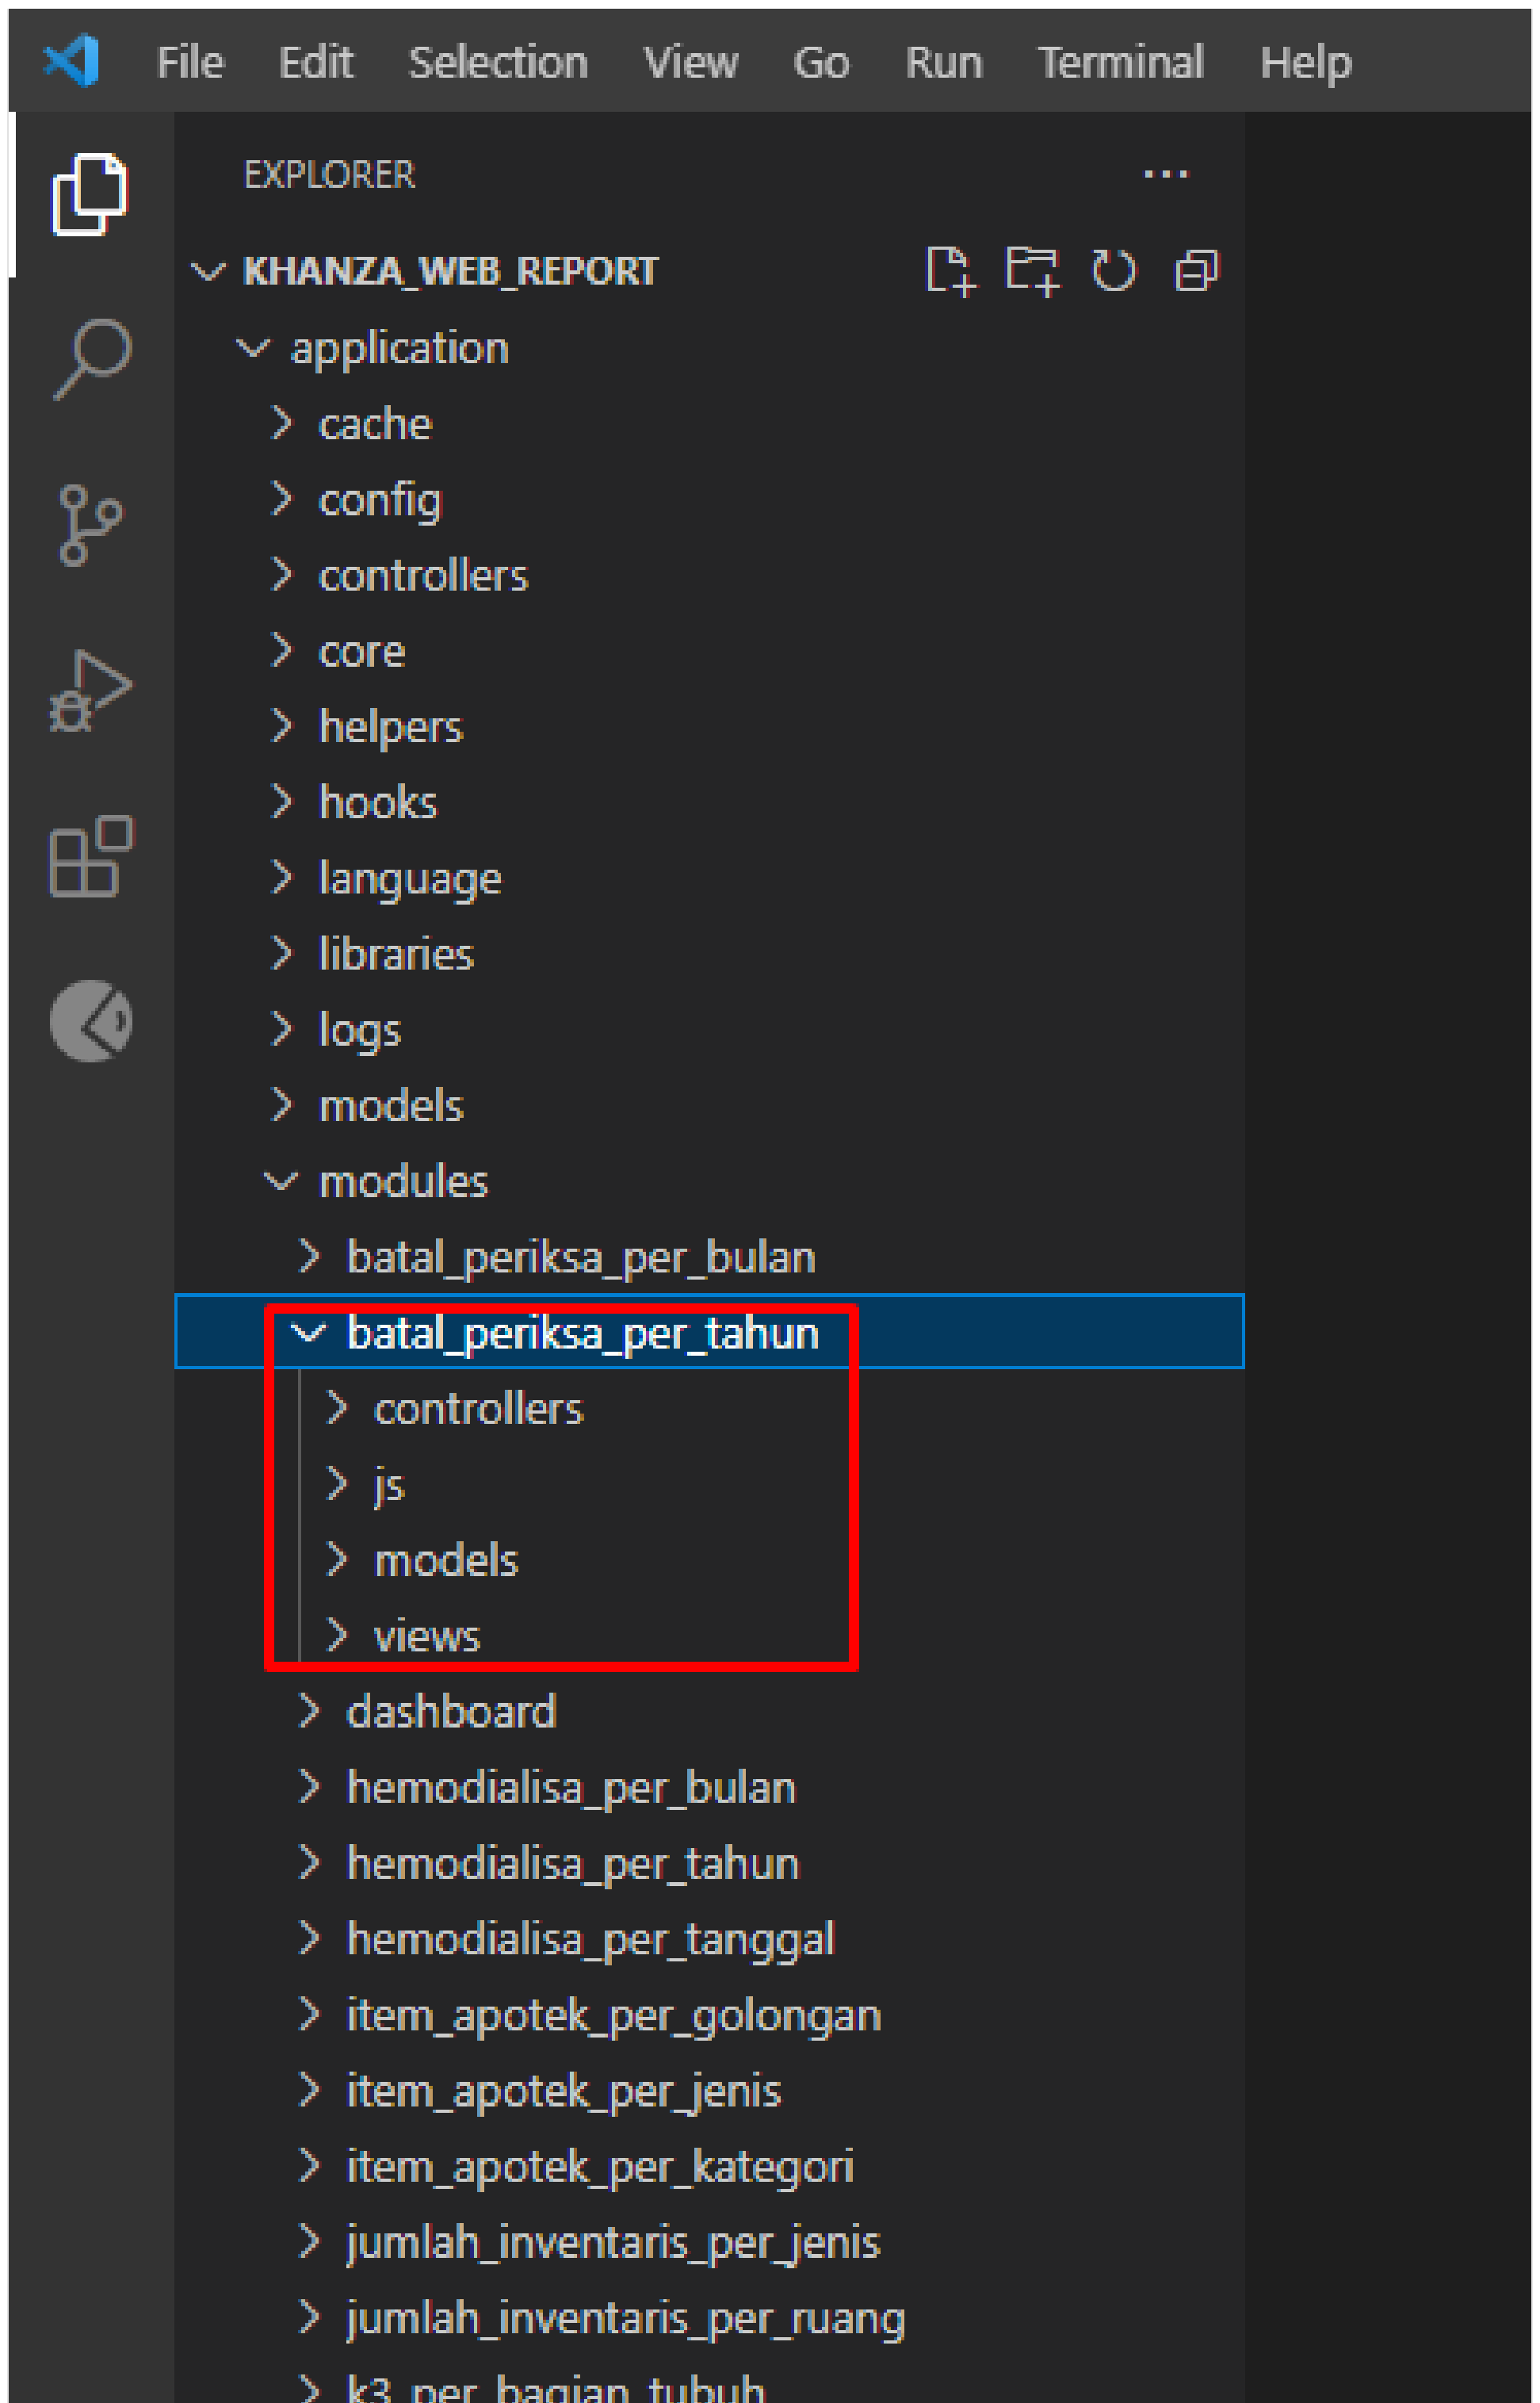 File Edit Selection View Go Run Terminal Help
EXPLORER
KHANZA_WEB_REPORT
application
cache
config
controllers
core
helpers
hooks
language
libraries
logs
models
modules
batal_periksa_per_bulan
batal_periksa_per_tahun
controllers
js
models
views
dashboard
hemodialisa_per_bulan
hemodialisa_per_tahun
hemodialisa_per_tanggal
item_apotek_per_golongan
item_apotek_per_jenis
item_apotek_per_kategori
jumlah_inventaris_per_jenis
jumlah_inventaris_per_ruang
k3_per_bagian_tubuh